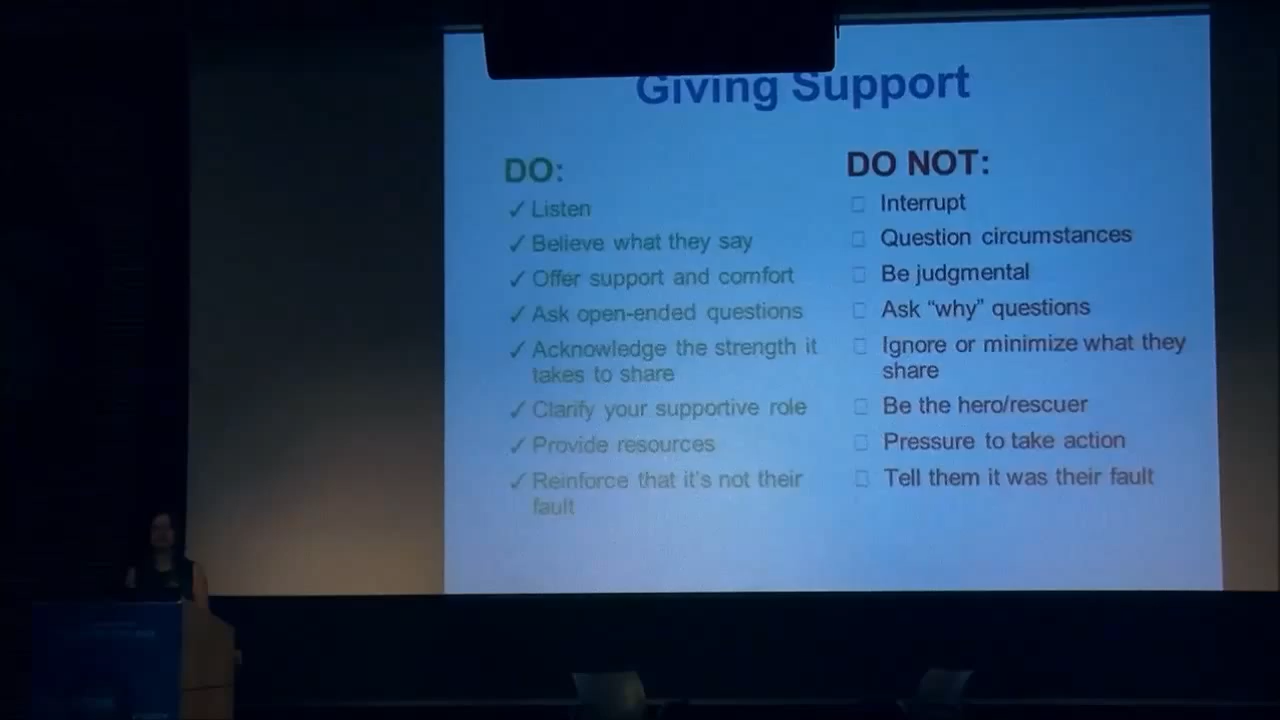 Giving Support
DO:
✓ Listen
✓ Believe what they say
✓ Offer support and comfort
✓ Ask open-ended questions
✓ Acknowledge the strength it
takes to share
✓ Clarify your supportive role
✓ Provide resources
✓ Reinforce that it's not their
fault
DO NOT:
□ Interrupt
□ Question circumstances
□ Be judgmental
□ Ask “why” questions
□ Ignore or minimize what they
share
□ Be the hero/rescuer
□ Pressure to take action
□ Tell them it was their fault